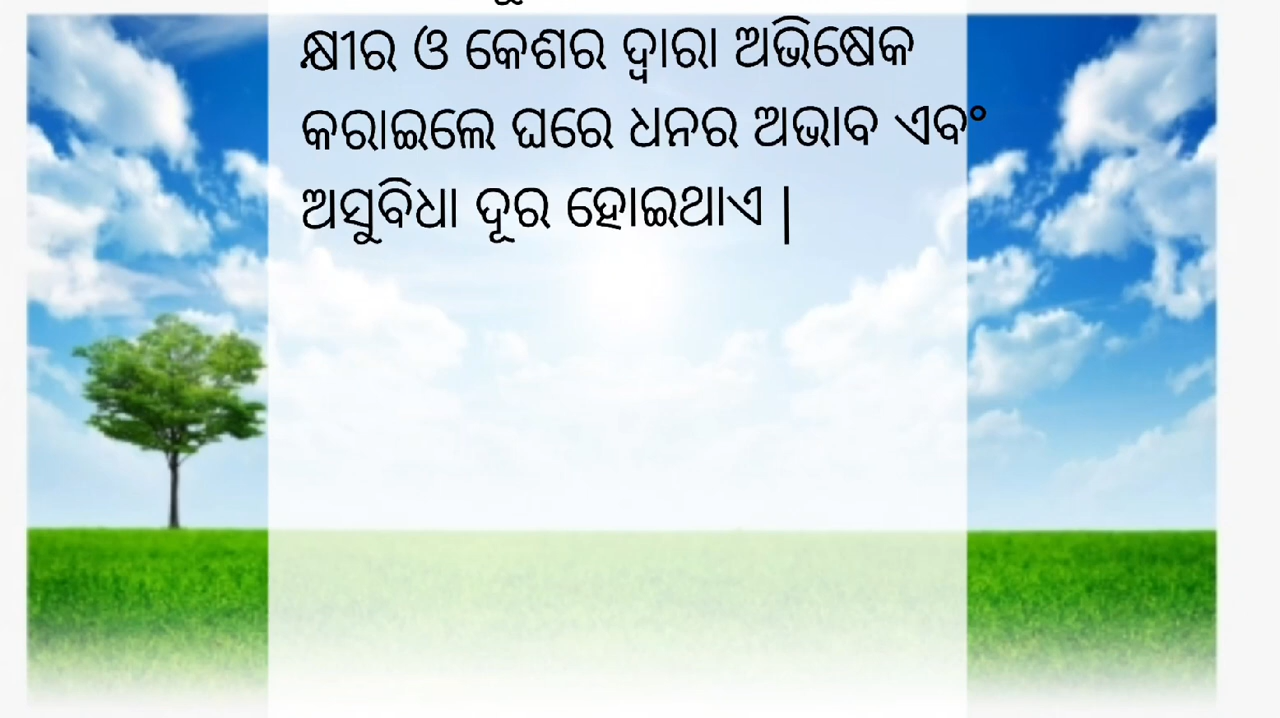 କ୍ଷୀର ଓ କେଶର ଦ୍ୱାରା ଅଭିଷେକ
କରାଇଲେ ଘରେ ଧନର ଅଭାବ ଏବଂ
ଅସୁବିଧା ଦୂର ହୋଇଥାଏ |